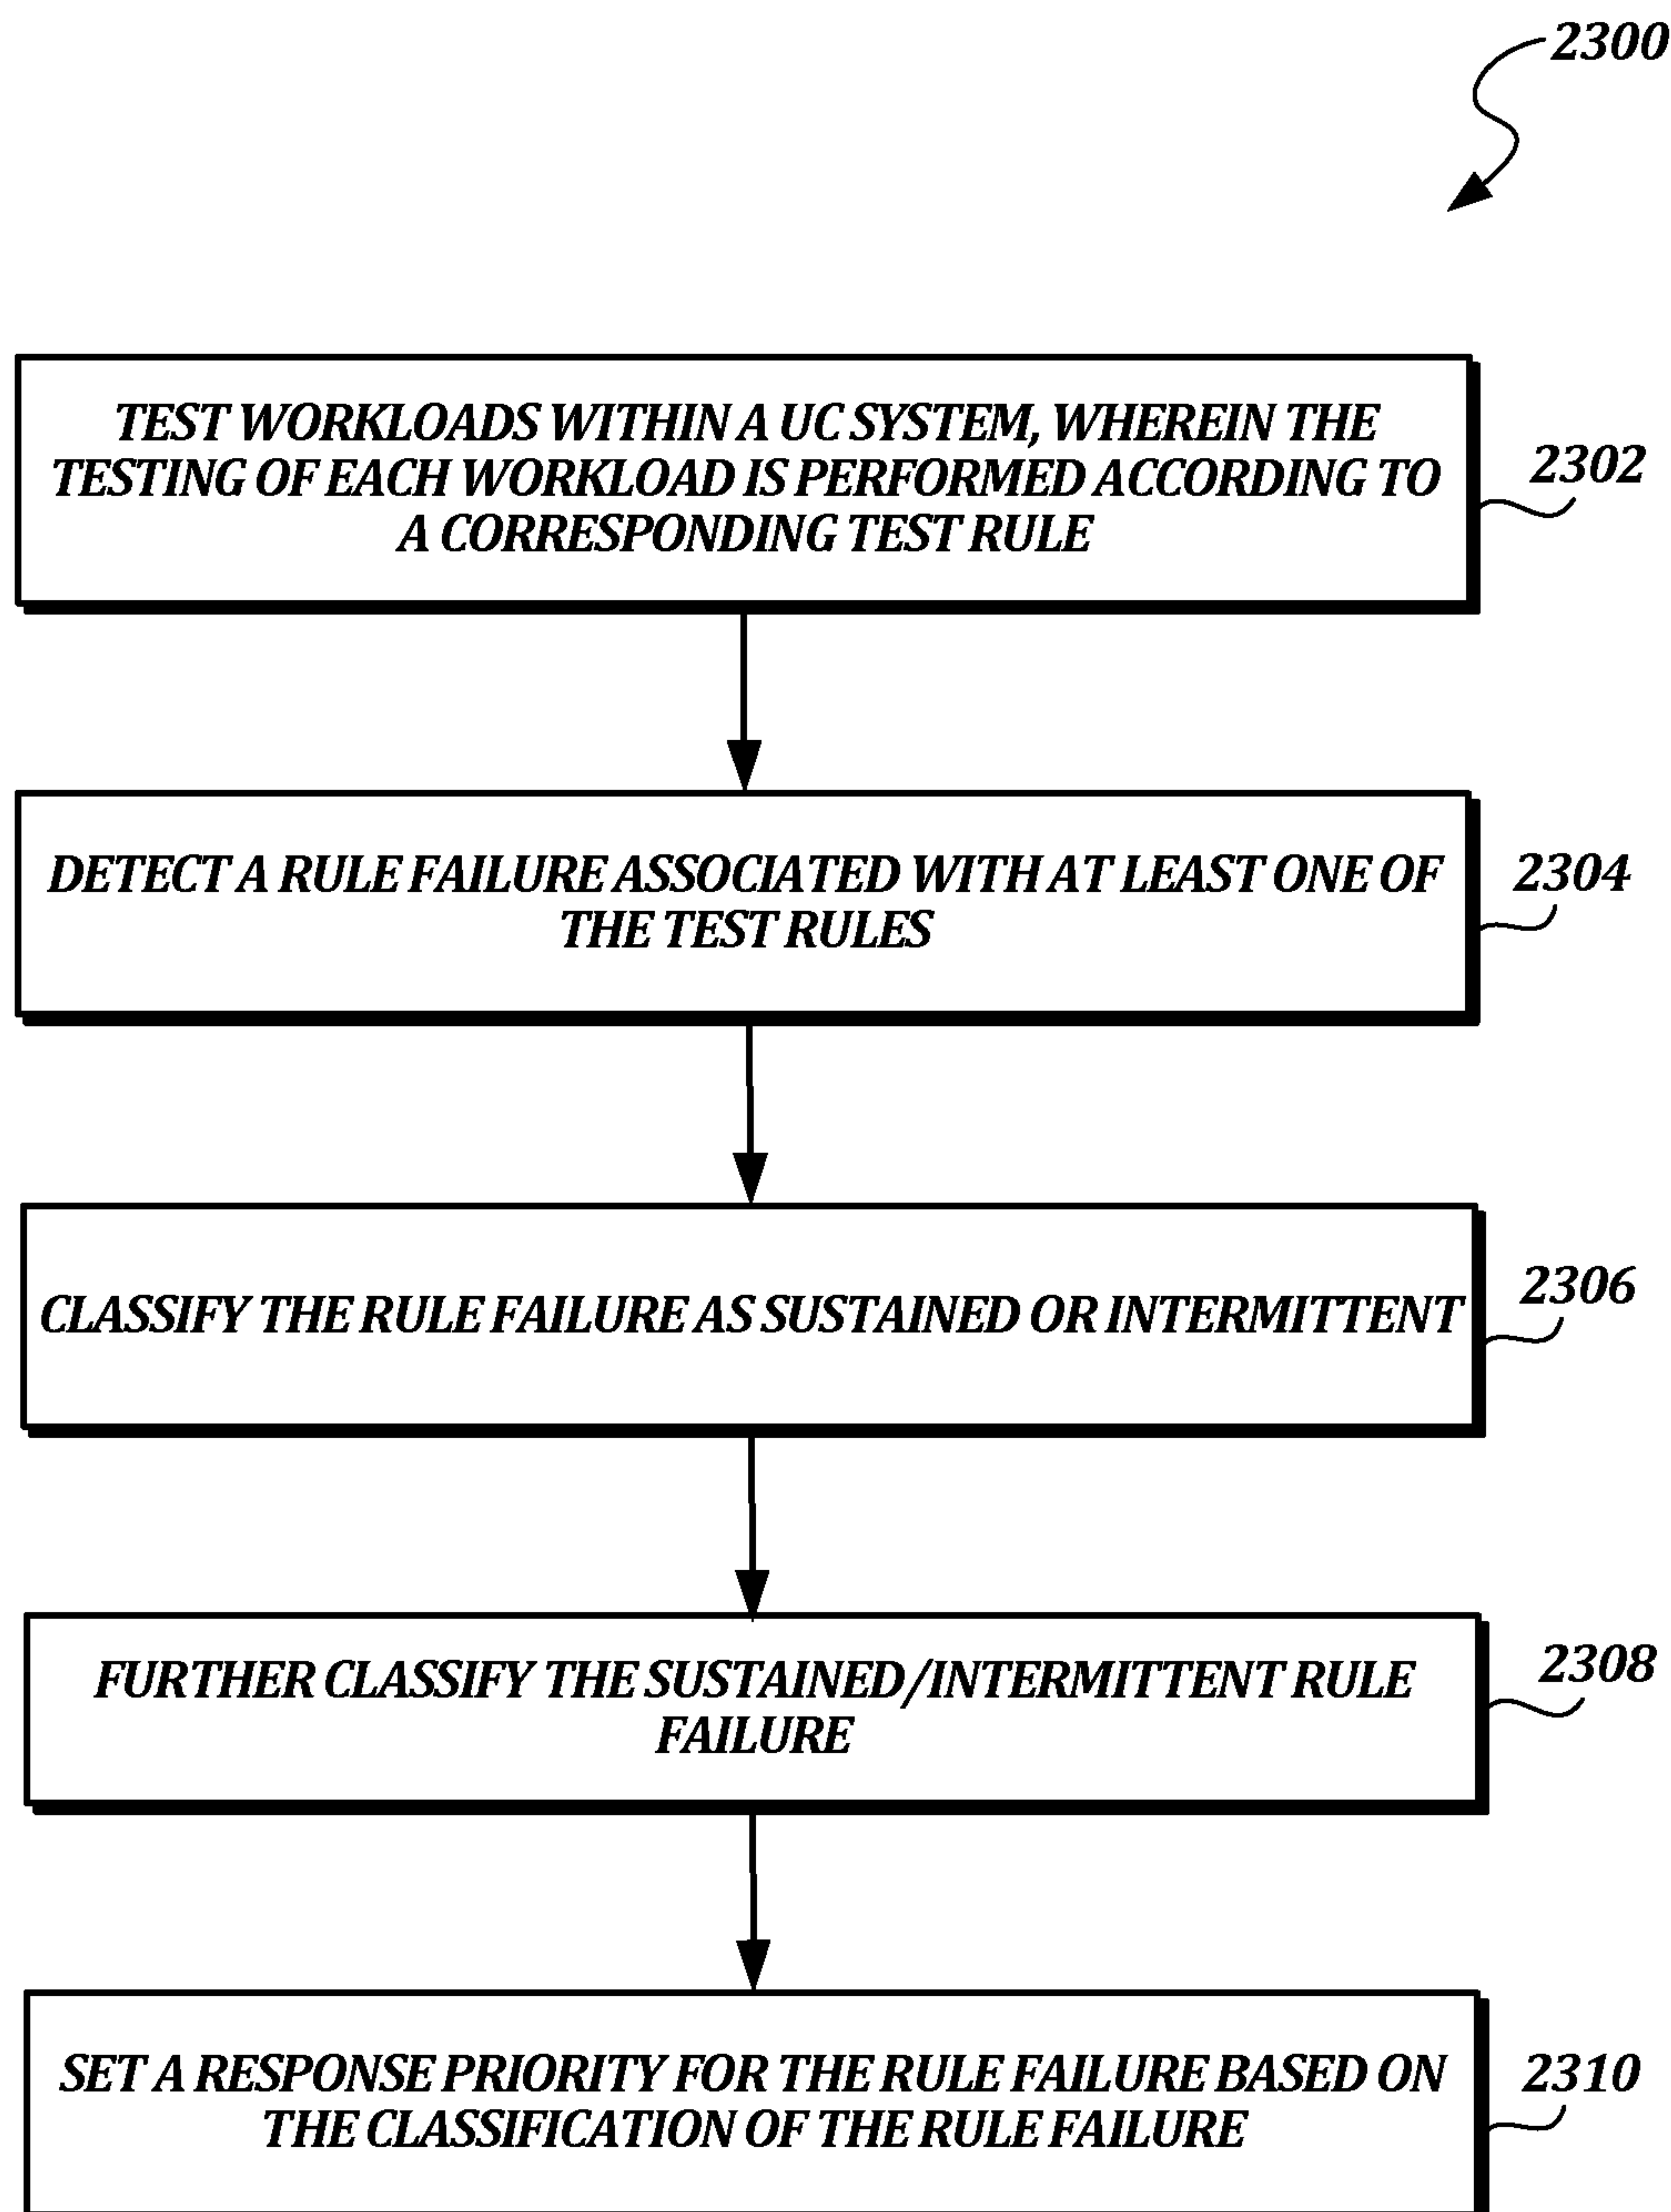 2300
TEST WORKLOADS WITHIN A UC SYSTEM, WHEREIN THE
TESTING OF EACH WORKLOAD IS PERFORMED ACCORDING TO
A CORRESPONDING TEST RULE
2302
DETECT A RULE FAILURE ASSOCIATED WITH AT LEAST ONE OF
THE TEST RULES
2304
CLASSIFY THE RULE FAILURE AS SUSTAINED OR INTERMITTENT
2306
FURTHER CLASSIFY THE SUSTAINED/INTERMITTENT RULE
FAILURE
2308
SET A RESPONSE PRIORITY FOR THE RULE FAILURE BASED ON
THE CLASSIFICATION OF THE RULE FAILURE
2310